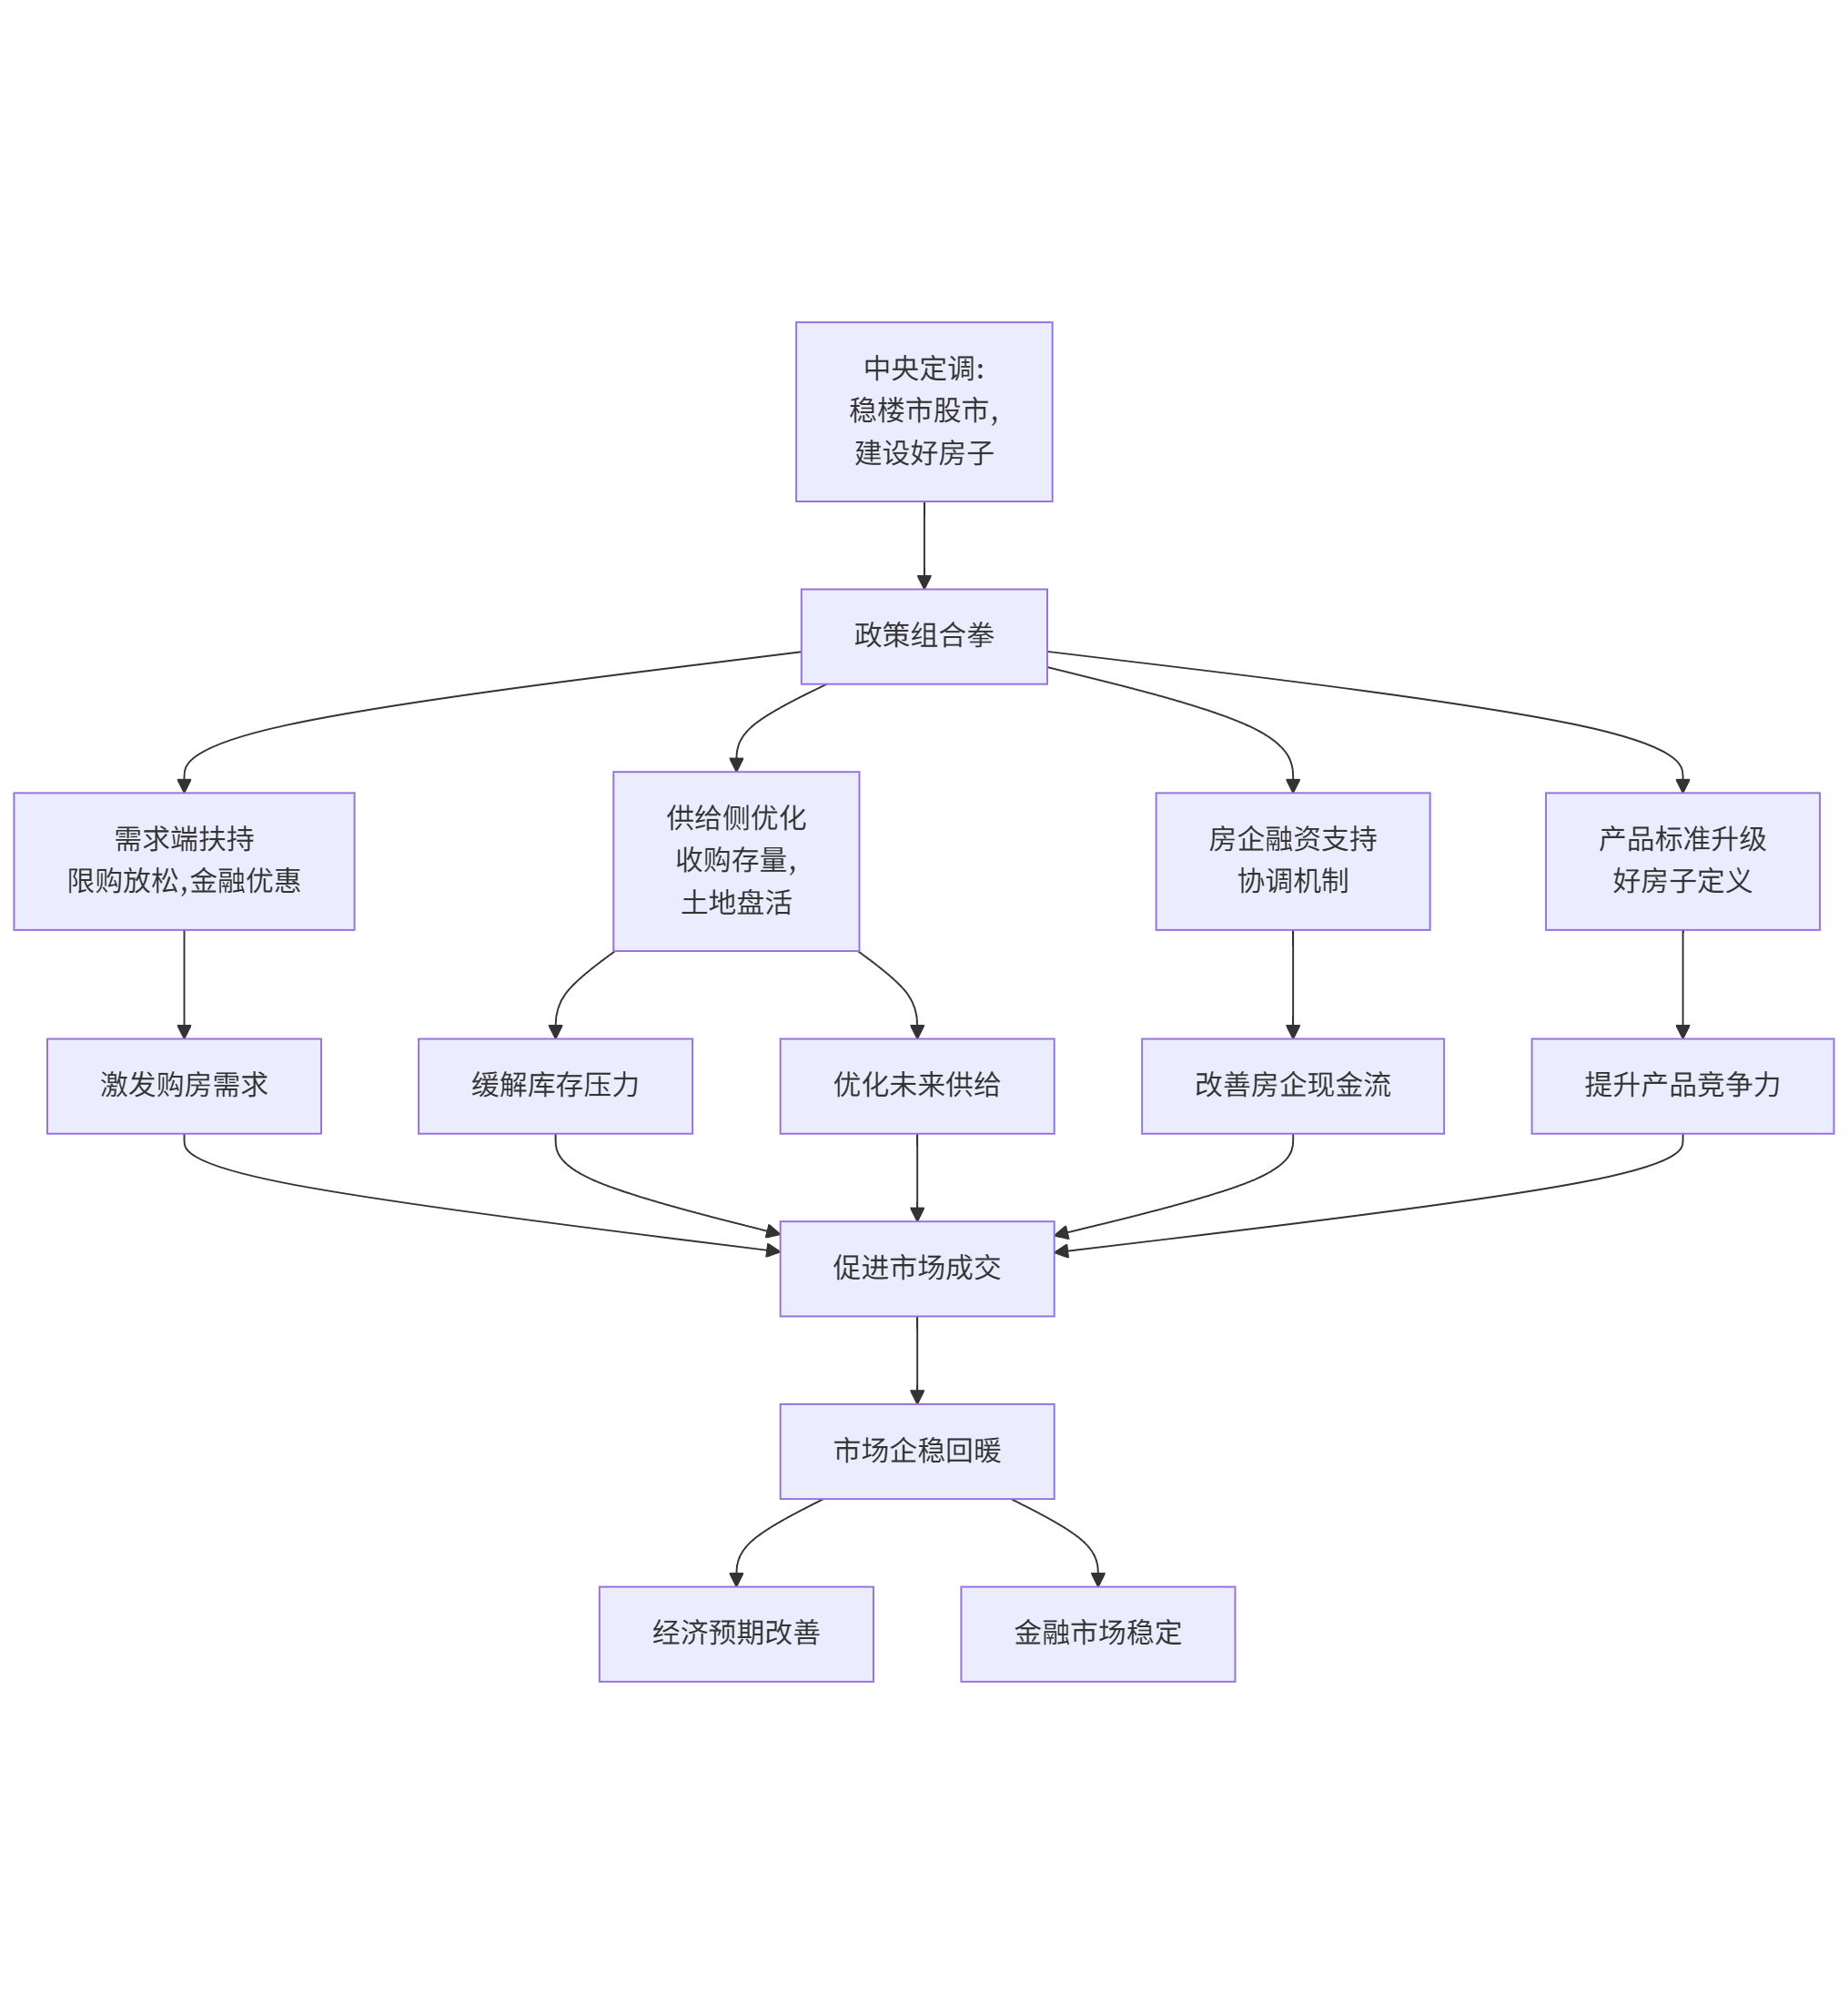 中央定调:
稳楼市股市,
建设好房子
政策组合拳
需求端扶持
限购放松,金融优惠
供给侧优化
收购存量,
土地盘活
房企融资支持
协调机制
产品标准升级
好房子定义
激发购房需求
缓解库存压力
优化未来供给
改善房企现金流
提升产品竞争力
促进市场成交
市场企稳回暖
经济预期改善
金融市场稳定